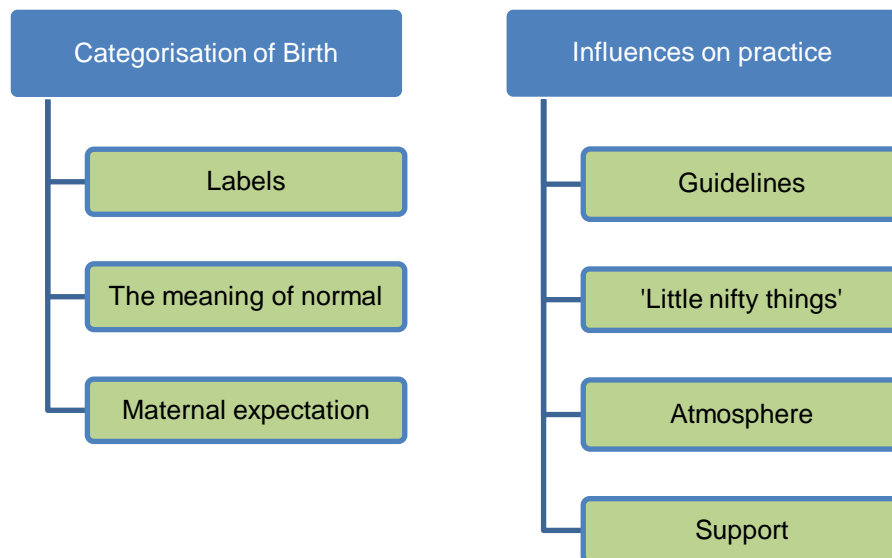 Categorisation of Birth
Labels
The meaning of normal
Maternal expectation
Influences on practice
Guidelines
'Little nifty things'
Atmosphere
Support